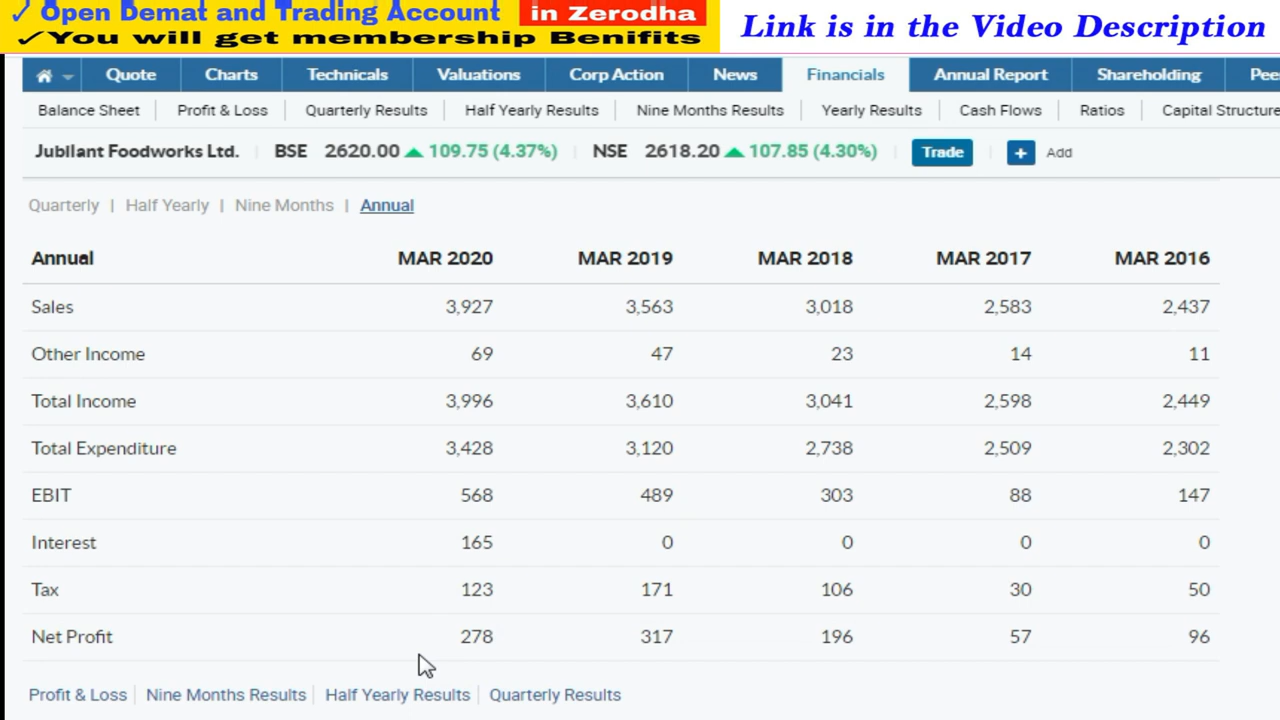 ✓ Open Demat and Trading Account in Zerodha
✓You will get membership Benifits
Link is in the Video Description
Quote Charts Technicals Valuations Corp Action News Financials Annual Report Shareholding
Balance Sheet | Profit & Loss | Quarterly Results | Half Yearly Results | Nine Months Results | Yearly Results | Cash Flows | Ratios | Capital Structure
Jubilant Foodworks Ltd. BSE 2620.00 ▲ 109.75 (4.37%) NSE 2618.20 ▲ 107.85 (4.30%) Trade + Add
Quarterly | Half Yearly | Nine Months | Annual
Annual MAR 2020 MAR 2019 MAR 2018 MAR 2017 MAR 2016
Sales 3,927 3,563 3,018 2,583 2,437
Other Income 69 47 23 14 11
Total Income 3,996 3,610 3,041 2,598 2,449
Total Expenditure 3,428 3,120 2,738 2,509 2,302
EBIT 568 489 303 88 147
Interest 165 0 0 0 0
Tax 123 171 106 30 50
Net Profit 278 317 196 57 96
Profit & Loss | Nine Months Results | Half Yearly Results | Quarterly Results